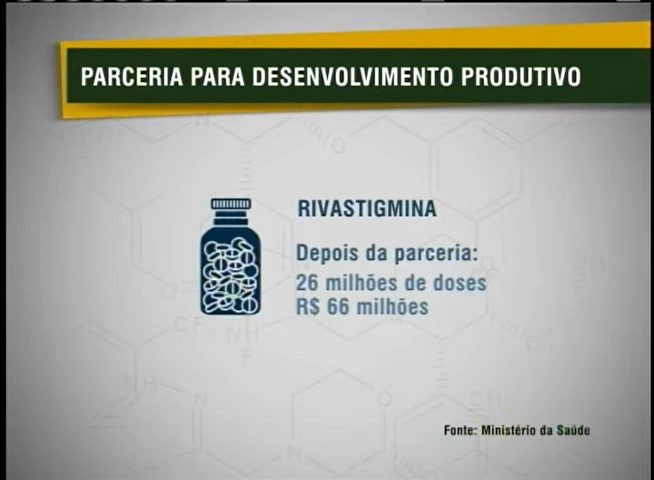 PARCERIA PARA DESENVOLVIMENTO PRODUTIVO
RIVASTIGMINA
Depois da parceria:
26 milhões de doses
R$ 66 milhões
Fonte: Ministério da Saúde